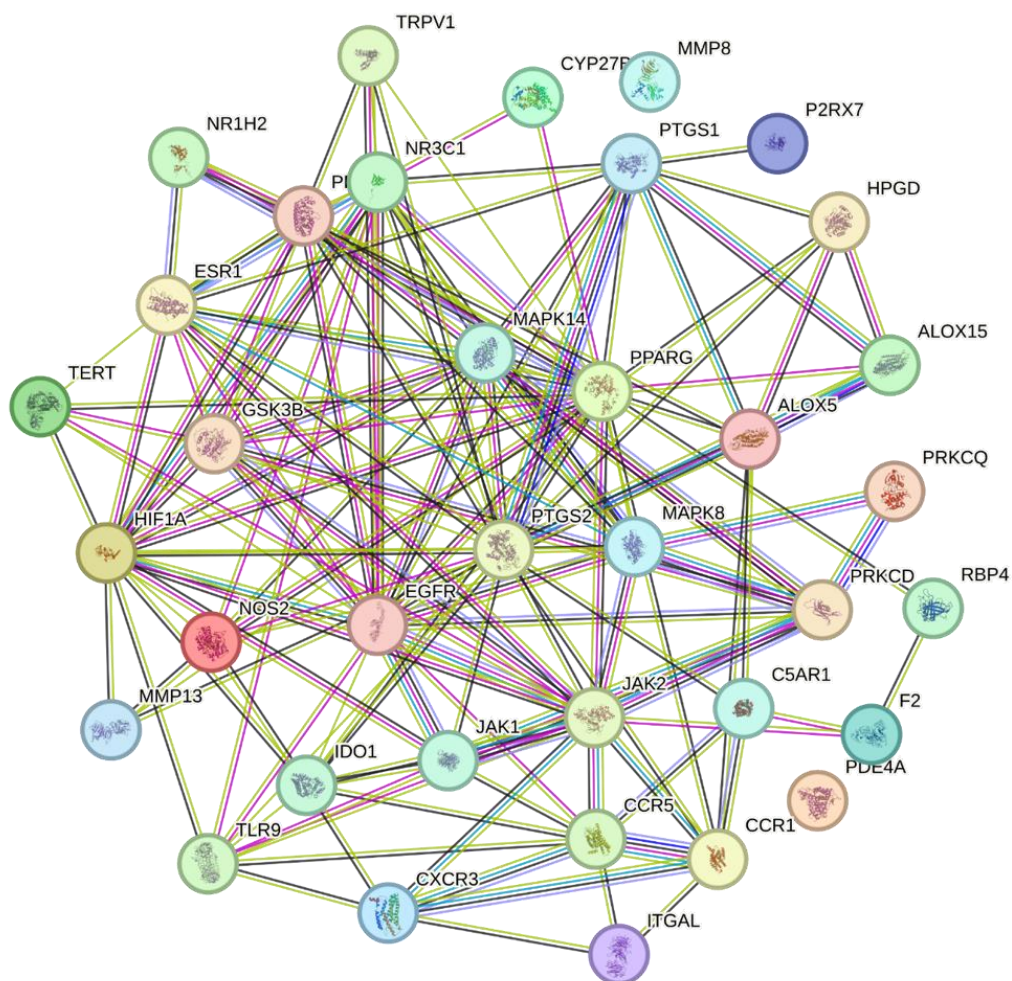 TRPV1
MMP8
CYP27B
P2RX7
PTGS1
NR1H2
NR3C1
HPGD
ESR1
MAPK14
ALOX15
PPARG
TERT
GSK3B
ALOX5
PRKCQ
HIF1A
PTGS2
MAPK8
PRKCD
RBP4
EGFR
NOS2
JAK2
C5AR1
MMP13
F2
JAK1
IDO1
PDE4A
CCR5
CCR1
TLR9
CXCR3
ITGAL